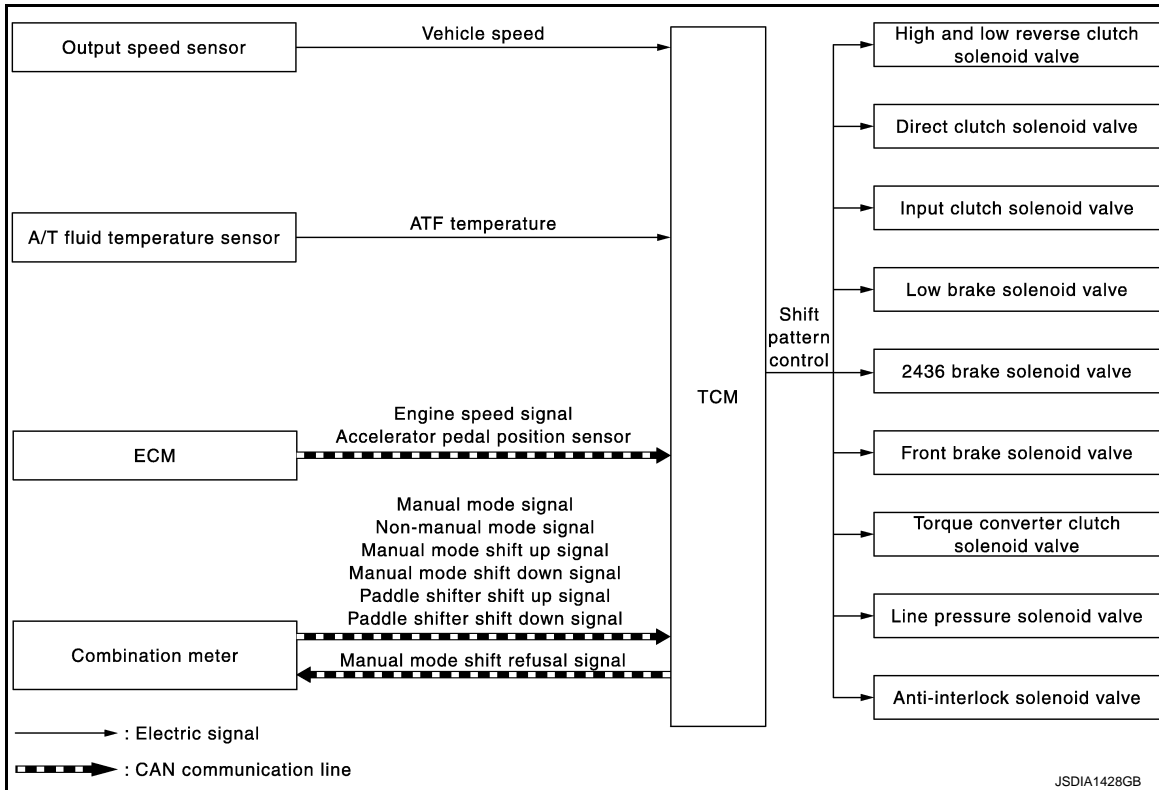 Output speed sensor
Vehicle speed
A/T fluid temperature sensor
ATF temperature
ECM
Engine speed signal
Accelerator pedal position sensor
Combination meter
Manual mode signal
Non-manual mode signal
Manual mode shift up signal
Manual mode shift down signal
Paddle shifter shift up signal
Paddle shifter shift down signal
Manual mode shift refusal signal
TCM
Shift
pattern
control
High and low reverse clutch
solenoid valve
Direct clutch solenoid valve
Input clutch solenoid valve
Low brake solenoid valve
2436 brake solenoid valve
Front brake solenoid valve
Torque converter clutch
solenoid valve
Line pressure solenoid valve
Anti-interlock solenoid valve
: Electric signal
: CAN communication line
JSDIA1428GB